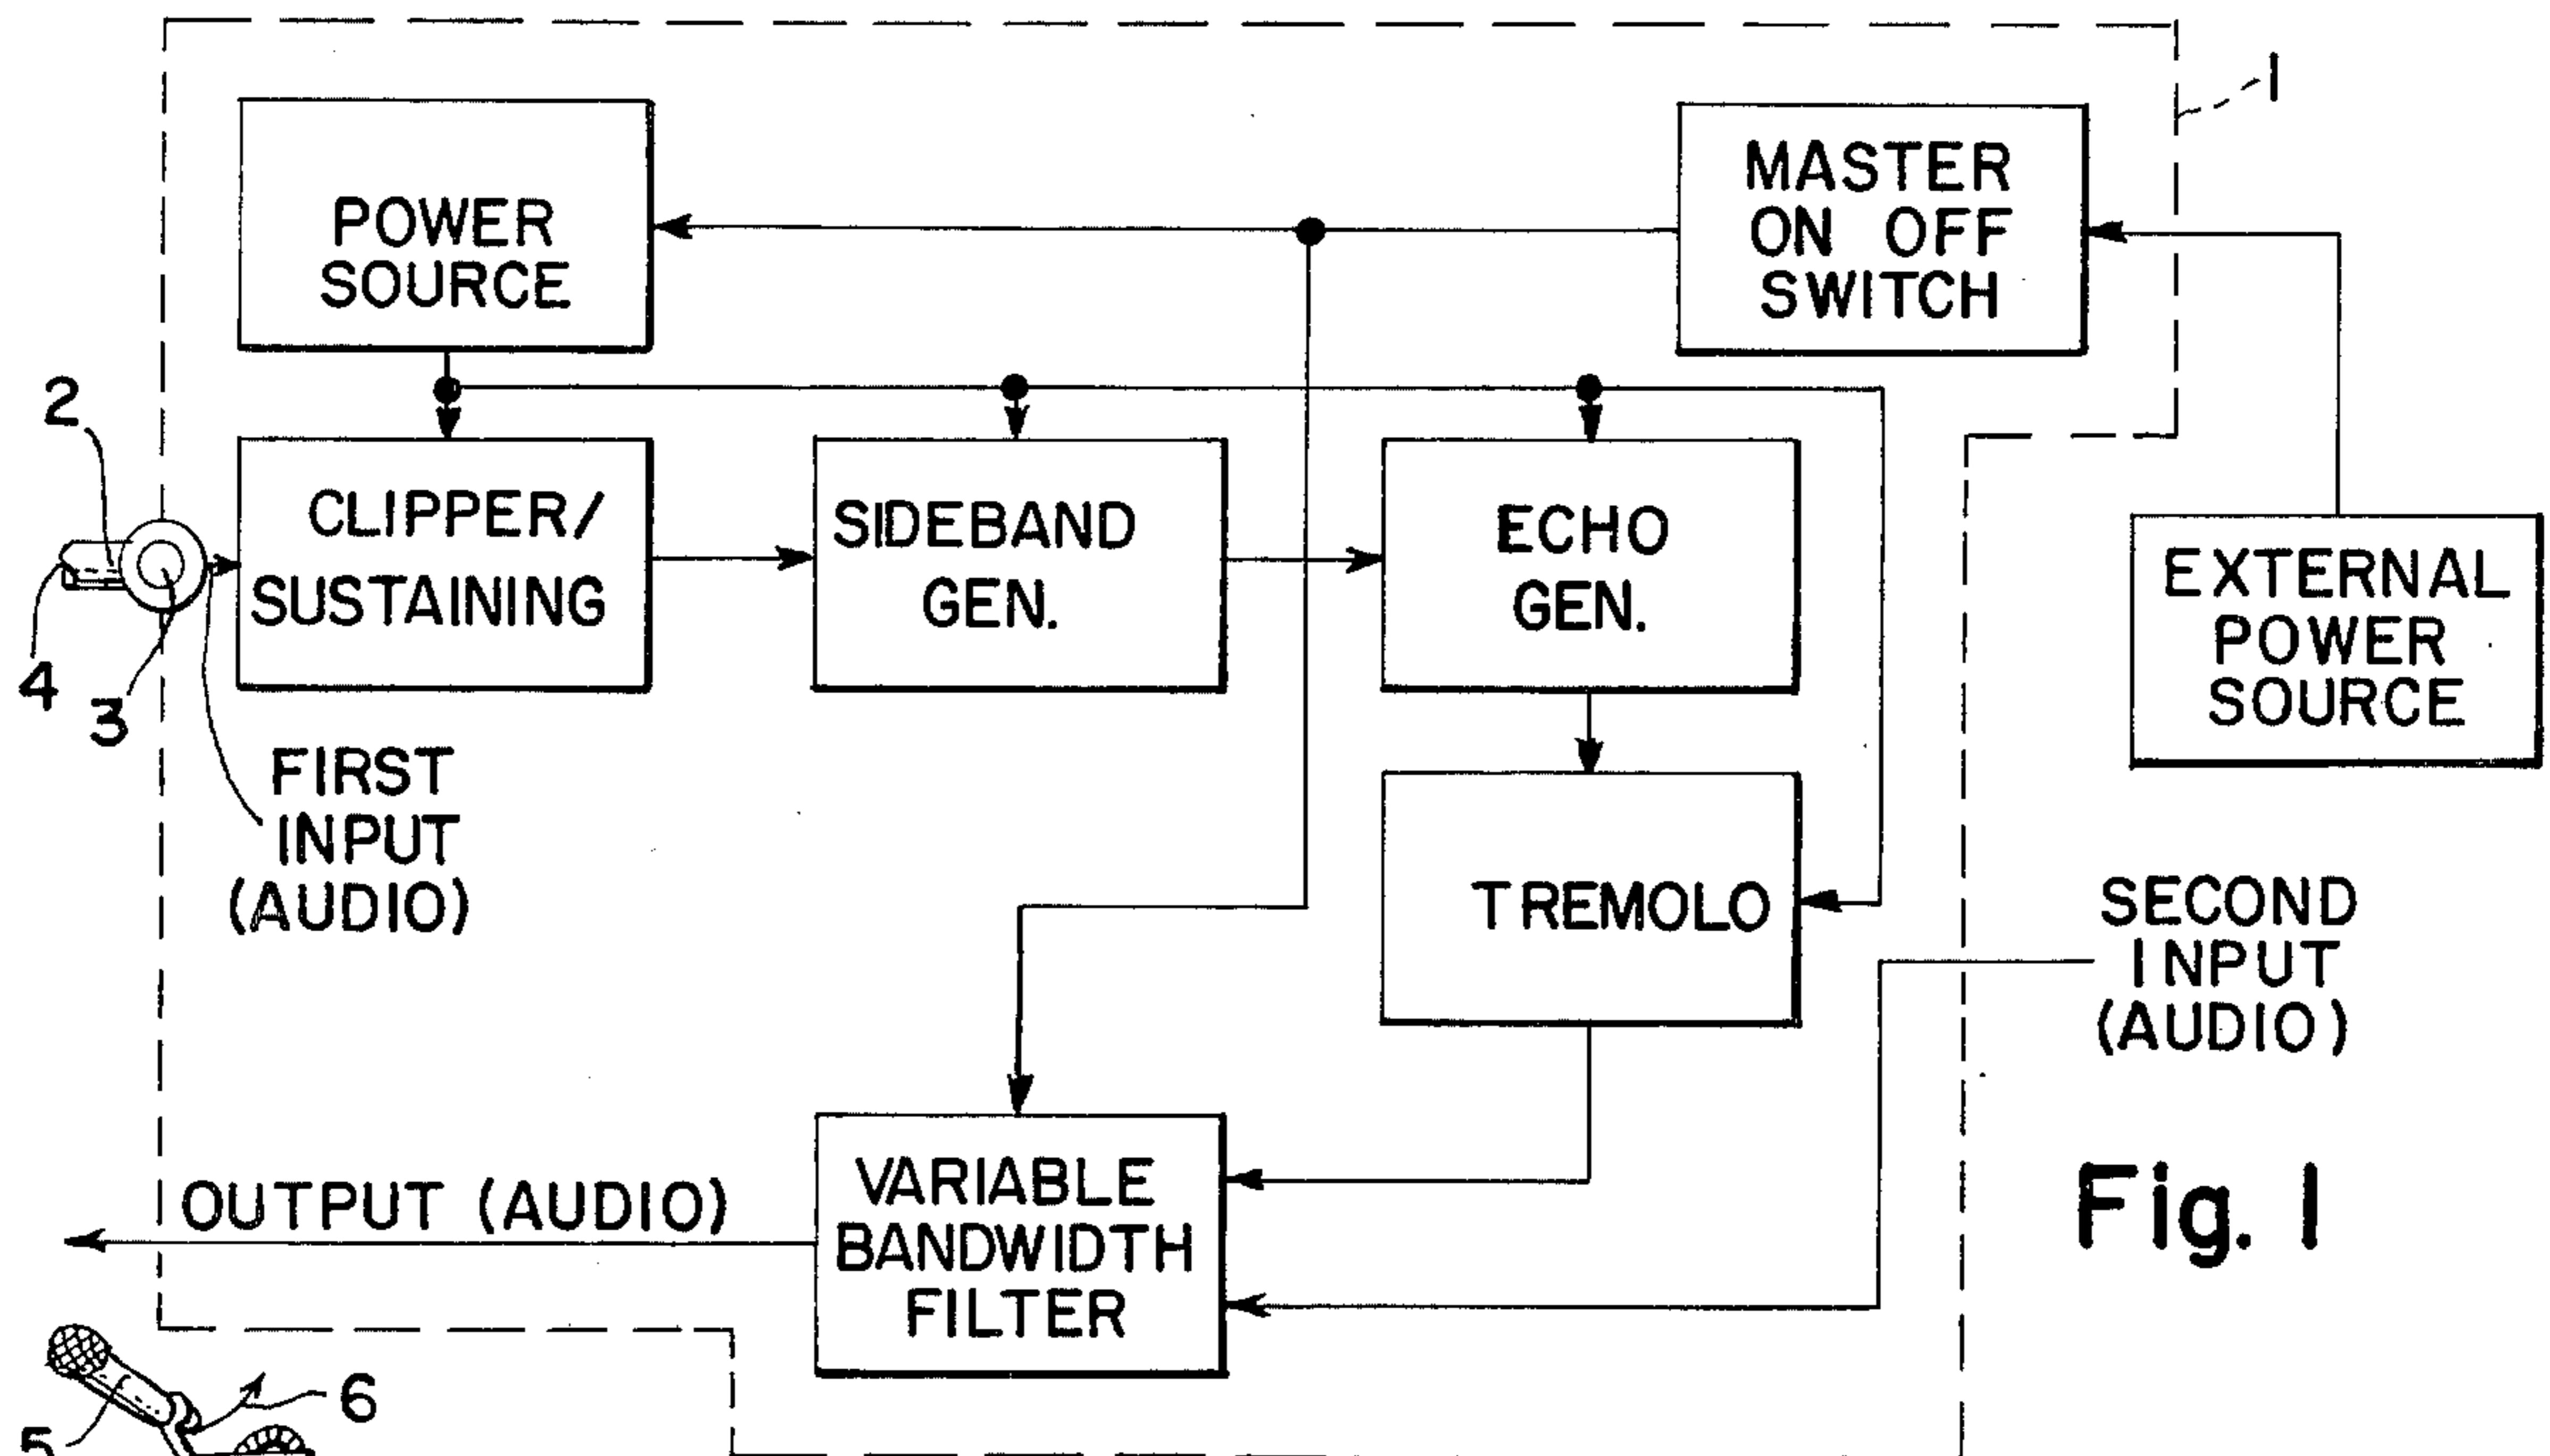 1
POWER
SOURCE
MASTER
ON OFF
SWITCH
2
CLIPPER/
SUSTAINING
SIDEBAND
GEN.
ECHO
GEN.
EXTERNAL
POWER
SOURCE
4
3
FIRST
INPUT
(AUDIO)
TREMOLO
SECOND
INPUT
(AUDIO)
OUTPUT (AUDIO)
VARIABLE
BANDWIDTH
FILTER
Fig. 1
6
5